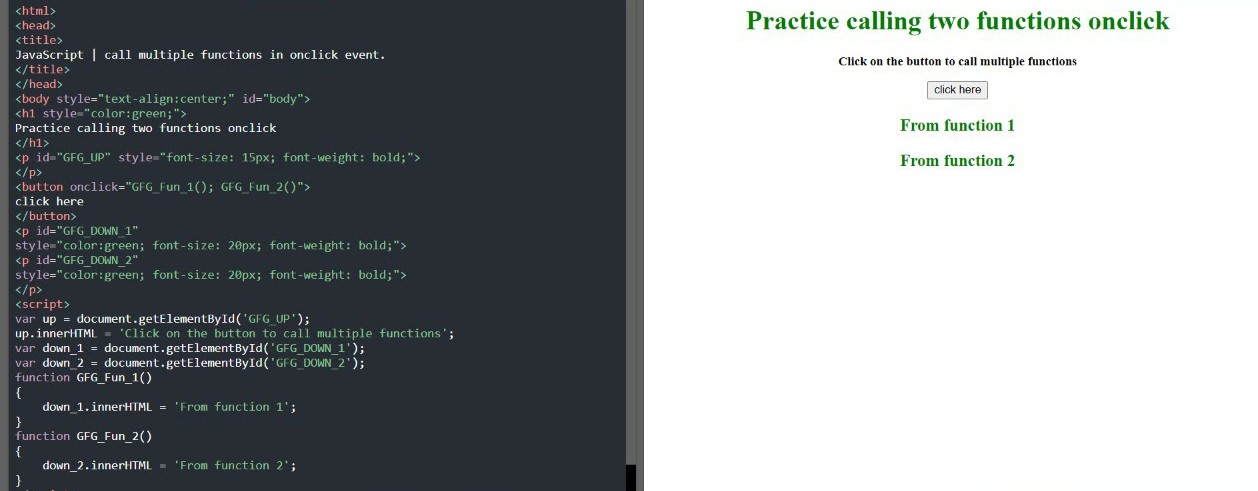 <html>
<head>
<title>
JavaScript | call multiple functions in onclick event.
</title>
</head>
<body style="text-align:center;" id="body">
<h1 style="color:green;">
Practice calling two functions onclick
</h1>
<p id="GFG_UP" style="font-size: 15px; font-weight: bold;">
</p>
<button onclick="GFG_Fun_1(); GFG_Fun_2()">
click here
</button>
<p id="GFG_DOWN_1"
style="color:green; font-size: 20px; font-weight: bold;">
<p id="GFG_DOWN_2"
style="color:green; font-size: 20px; font-weight: bold;">
</p>
<script>
var up = document.getElementById('GFG_UP');
up.innerHTML = 'Click on the button to call multiple functions';
var down_1 = document.getElementById('GFG_DOWN_1');
var down_2 = document.getElementById('GFG_DOWN_2');
function GFG_Fun_1()
{
    down_1.innerHTML = 'From function 1';
}
function GFG_Fun_2()
{
    down_2.innerHTML = 'From function 2';
}
Practice calling two functions onclick
Click on the button to call multiple functions
click here
From function 1
From function 2